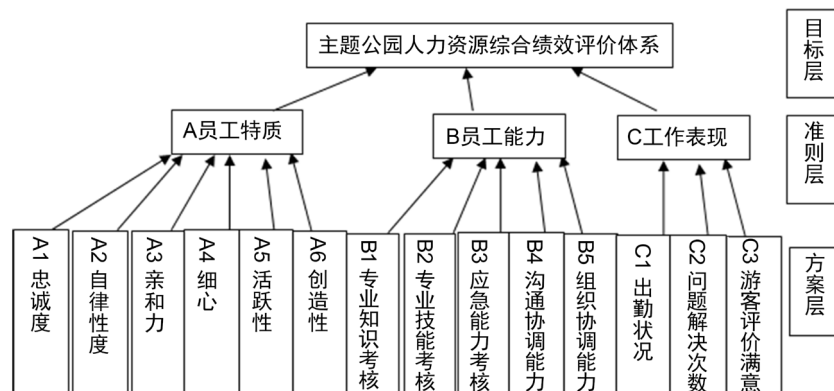 主题公园人力资源综合绩效评价体系
目标层
A员工特质
B员工能力
C工作表现
准则层
A1 忠诚度
A2 自律性度
A3 亲和力
A4 细心
A5 活跃性
A6 创造性
B1 专业知识考核
B2 专业技能考核
B3 应急能力考核
B4 沟通协调能力
B5 组织协调能力
C1 出勤状况
C2 问题解决次数
C3 游客评价满意
方案层